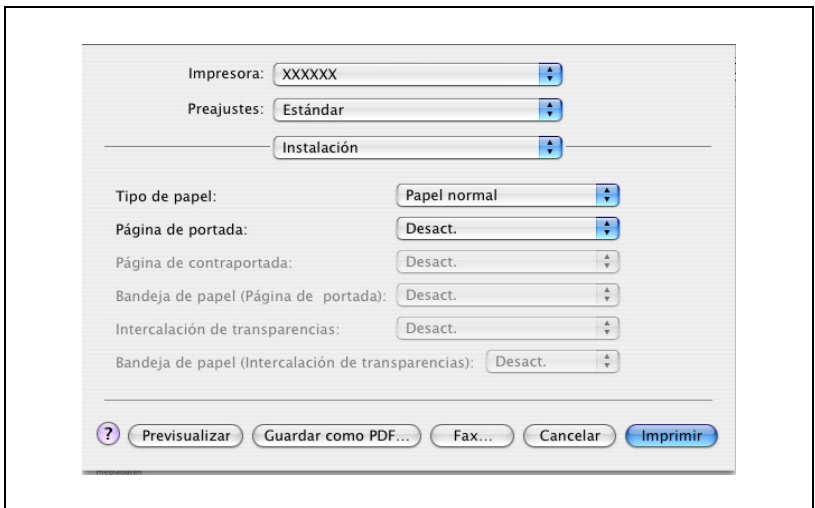 Impresora: XXXXXX
Preajustes: Estándar
Instalación
Tipo de papel: Papel normal
Página de portada: Desact.
Página de contraportada: Desact.
Bandeja de papel (Página de portada): Desact.
Intercalación de transparencias: Desact.
Bandeja de papel (Intercalación de transparencias): Desact.
? Previsualizar Guardar como PDF... Fax... Cancelar Imprimir